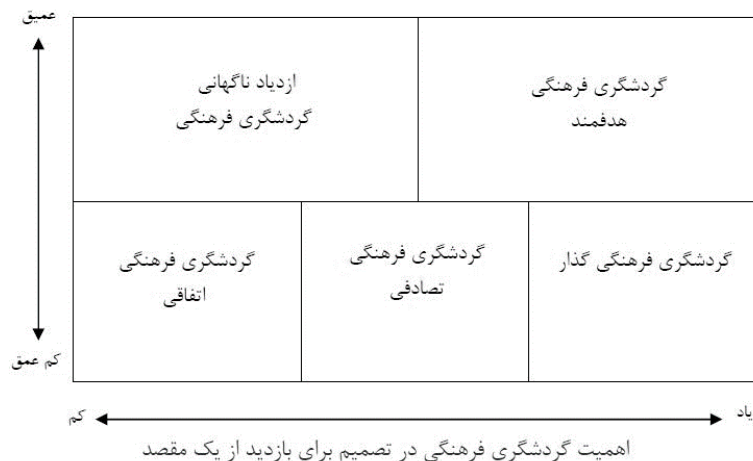 عمیق
گردشگری فرهنگی
هدفمند
ازدیاد ناگهانی
گردشگری فرهنگی
گردشگری فرهنگی گذار
گردشگری فرهنگی
تصادفی
گردشگری فرهنگی
اتفاقی
کم عمق
یاد
کم
اهمیت گردشگری فرهنگی در تصمیم برای بازدید از یک مقصد